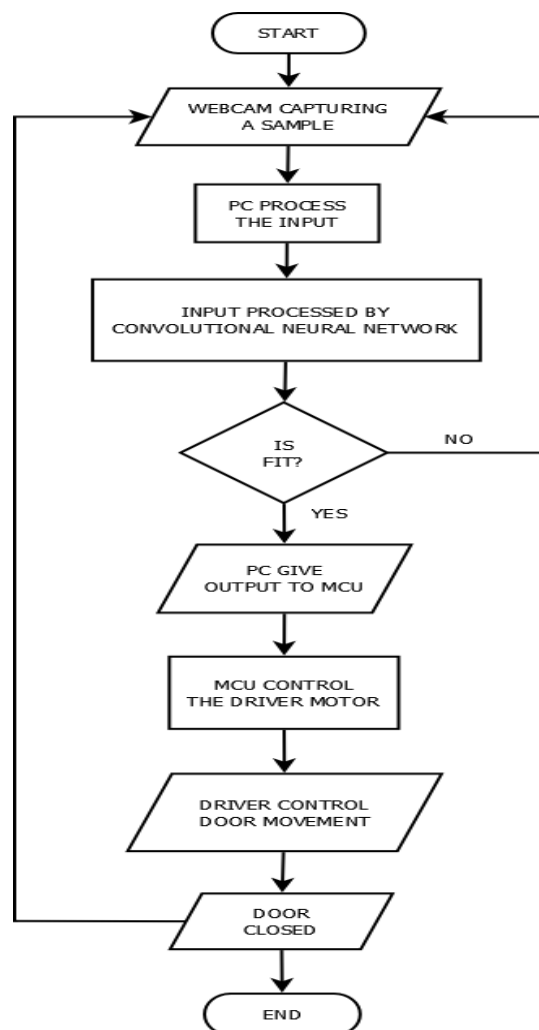 START
WEBCAM CAPTURING
A SAMPLE
PC PROCESS
THE INPUT
INPUT PROCESSED BY
CONVOLUTIONAL NEURAL NETWORK
IS
FIT?
NO
YES
PC GIVE
OUTPUT TO MCU
MCU CONTROL
THE DRIVER MOTOR
DRIVER CONTROL
DOOR MOVEMENT
DOOR
CLOSED
END